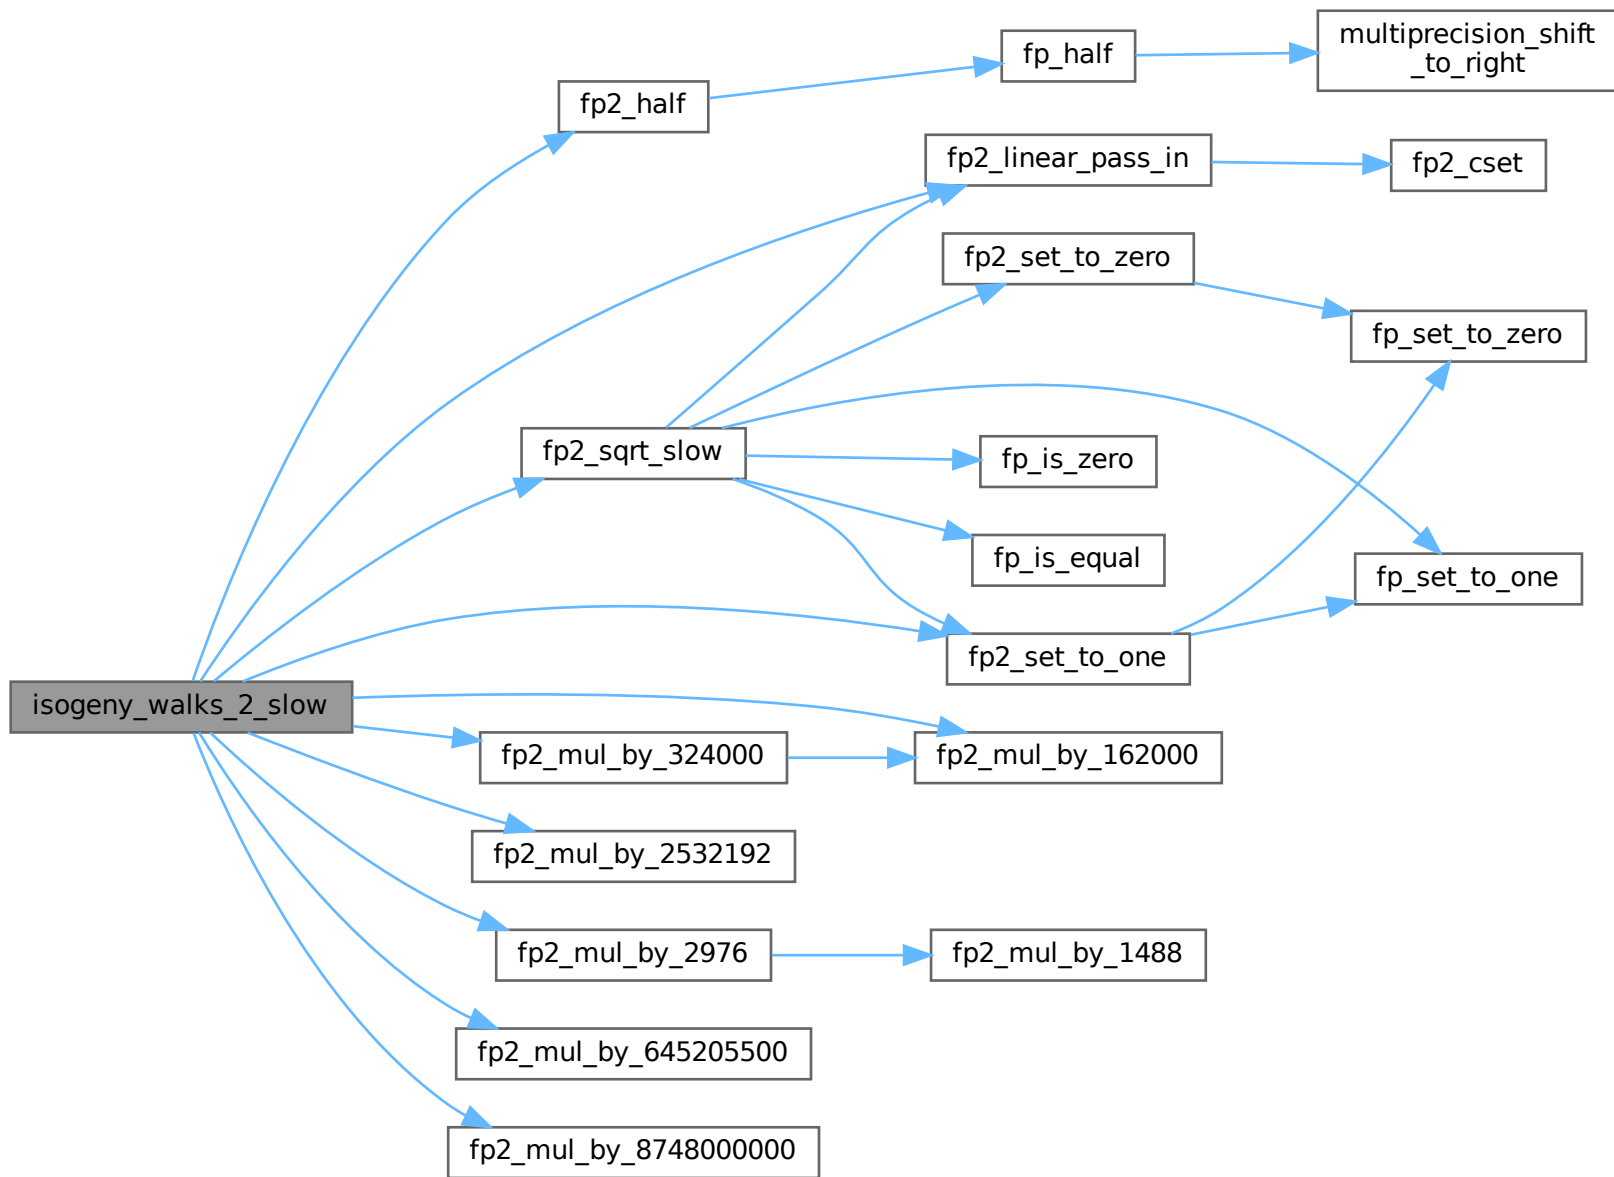 multiprecision_shift
_to_right
fp_half
fp2_half
fp2_linear_pass_in
fp2_cset
fp2_set_to_zero
fp_set_to_zero
fp2_sqrt_slow
fp_is_zero
fp_is_equal
fp_set_to_one
fp2_set_to_one
isogeny_walks_2_slow
fp2_mul_by_324000
fp2_mul_by_162000
fp2_mul_by_2532192
fp2_mul_by_2976
fp2_mul_by_1488
fp2_mul_by_645205500
fp2_mul_by_8748000000